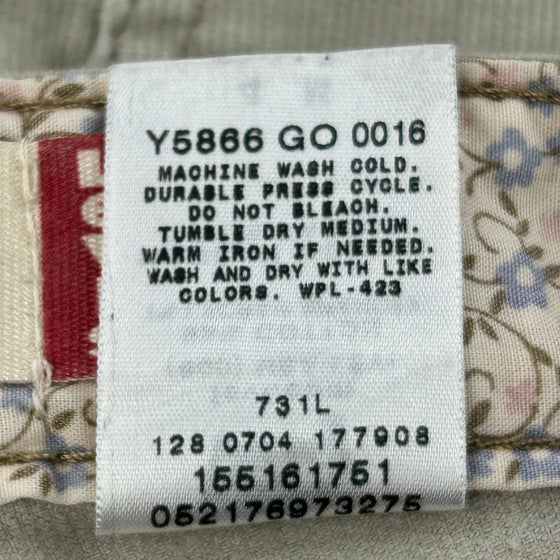 Y5866 GO 0016
MACHINE WASH COLD.
DURABLE PRESS CYCLE.
DO NOT BLEACH.
TUMBLE DRY MEDIUM.
WARM IRON IF NEEDED.
WASH AND DRY WITH LIKE
COLORS. WPL-423
731L
128 0704 177908
155161751
052176973275